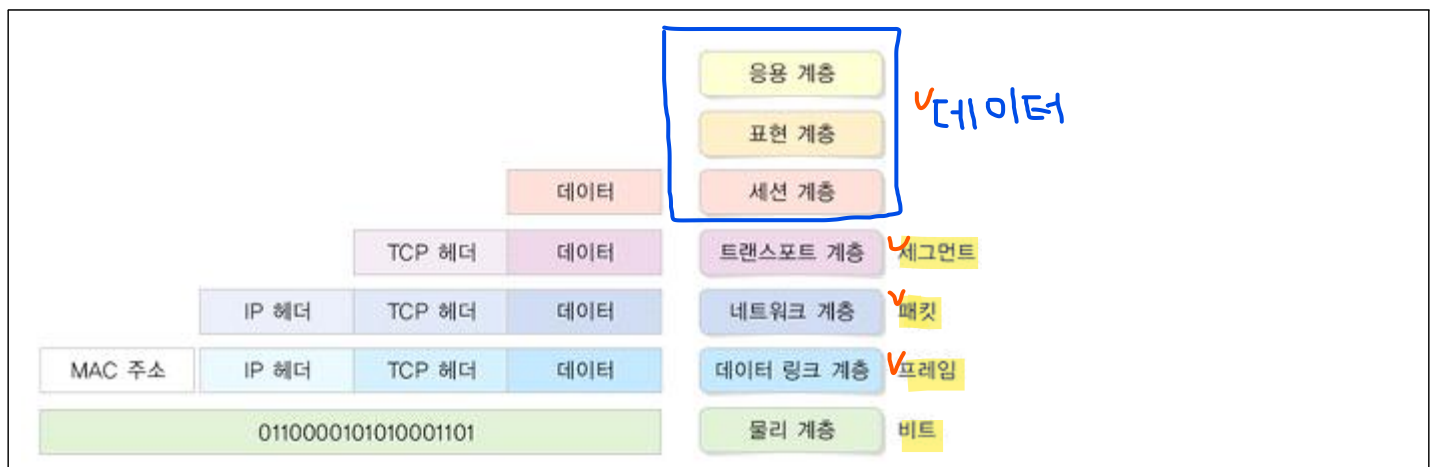 응용 계층
데이터
표현 계층
데이터 세션 계층
TCP 헤더 데이터 트랜스포트 계층 세그먼트
IP 헤더 TCP 헤더 데이터 네트워크 계층 패킷
MAC 주소 IP 헤더 TCP 헤더 데이터 데이터 링크 계층 프레임
0110000101010001101 물리 계층 비트